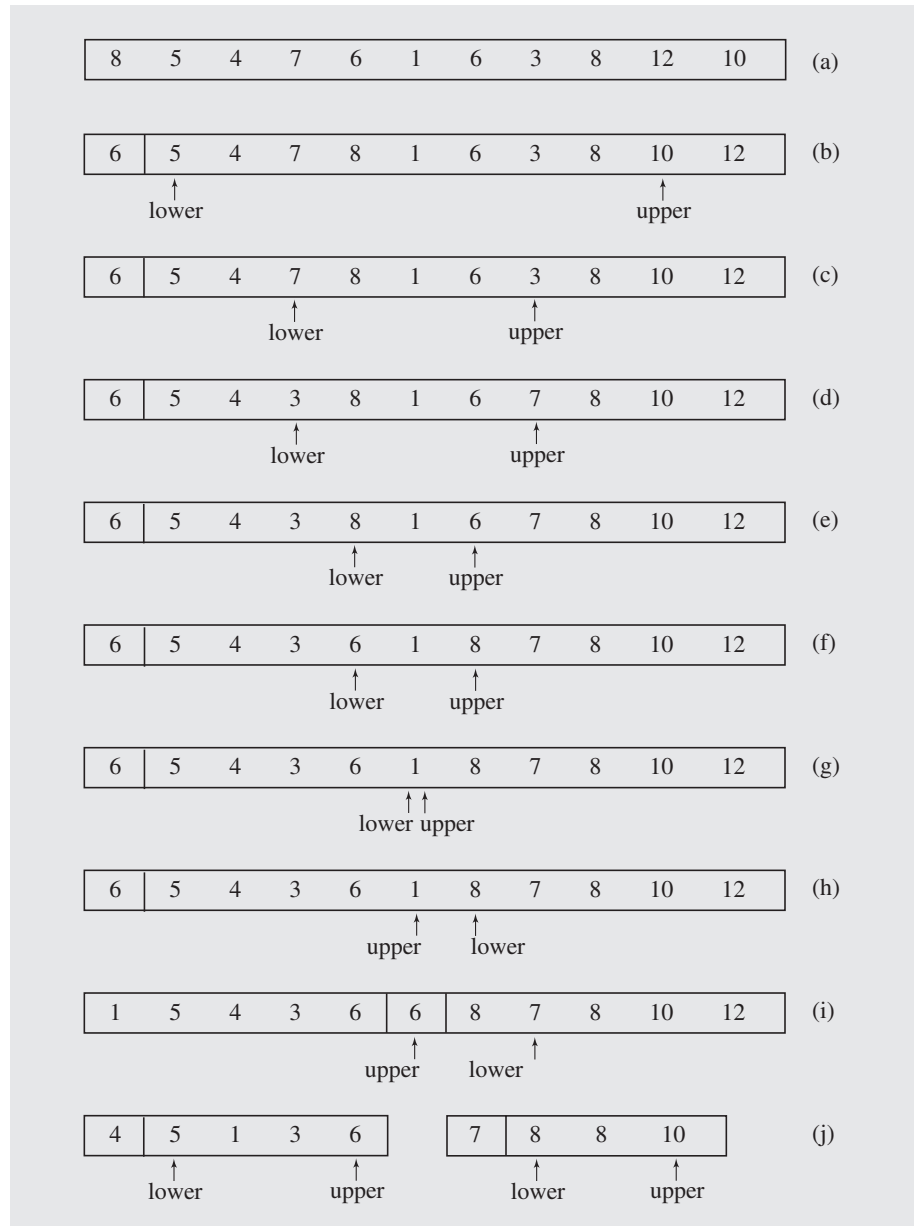 8 5 4 7 6 1 6 3 8 12 10 (a)
6 5 4 7 8 1 6 3 8 10 12 (b)
lower upper
6 5 4 7 8 1 6 3 8 10 12 (c)
lower upper
6 5 4 3 8 1 6 7 8 10 12 (d)
lower upper
6 5 4 3 8 1 6 7 8 10 12 (e)
lower upper
6 5 4 3 6 1 8 7 8 10 12 (f)
lower upper
6 5 4 3 6 1 8 7 8 10 12 (g)
lower upper
6 5 4 3 6 1 8 7 8 10 12 (h)
upper lower
1 5 4 3 6 6 8 7 8 10 12 (i)
upper lower
4 5 1 3 6 7 8 8 10 (j)
lower upper lower upper